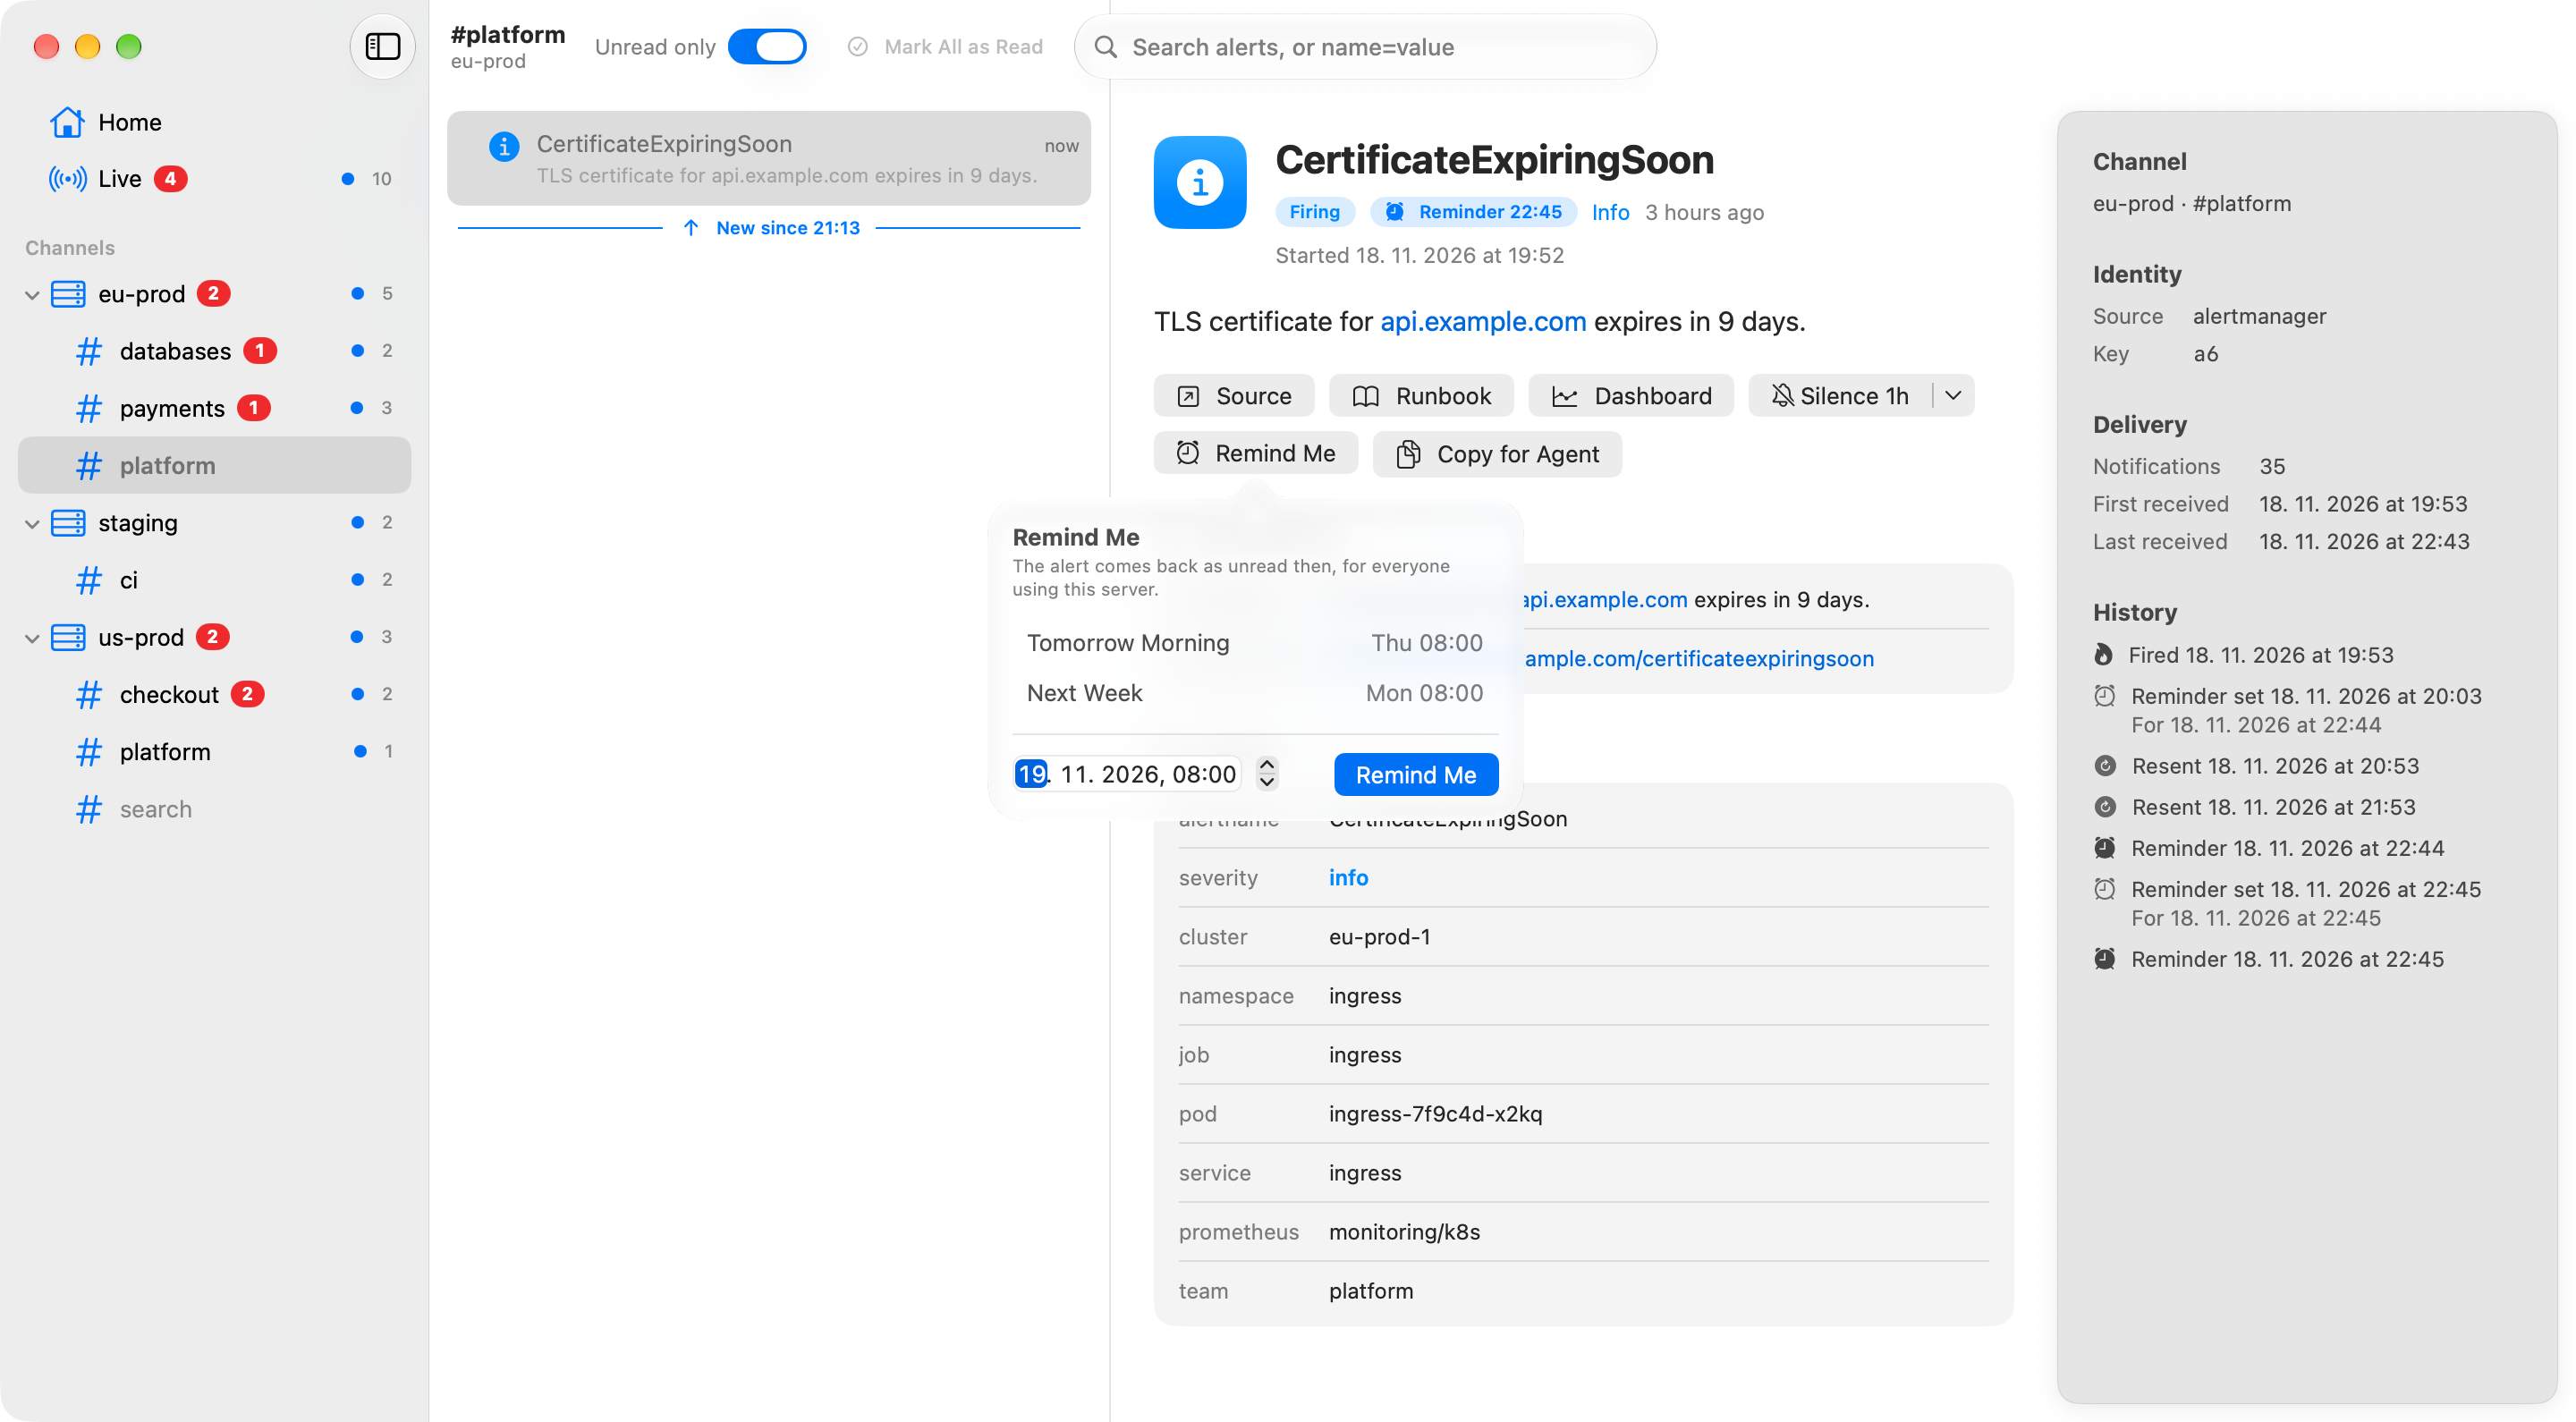 Home
Live 4 10
Channels
eu-prod 2 5
databases 1 2
payments 1 3
platform
staging 2
ci 2
us-prod 2 3
checkout 2 2
platform 1
search
#platform
eu-prod
Unread only
Mark All as Read
Search alerts, or name=value
CertificateExpiringSoon now
TLS certificate for api.example.com expires in 9 days.
New since 21:13
CertificateExpiringSoon
Firing Reminder 22:45 Info 3 hours ago
Started 18. 11. 2026 at 19:52
TLS certificate for api.example.com expires in 9 days.
Source Runbook Dashboard Silence 1h
Remind Me Copy for Agent
Remind Me
The alert comes back as unread then, for everyone
using this server.
Tomorrow Morning Thu 08:00
Next Week Mon 08:00
19. 11. 2026, 08:00 Remind Me
api.example.com expires in 9 days.
ample.com/certificateexpiringsoon
alertname CertificateExpiringSoon
severity info
cluster eu-prod-1
namespace ingress
job ingress
pod ingress-7f9c4d-x2kq
service ingress
prometheus monitoring/k8s
team platform
Channel
eu-prod · #platform
Identity
Source alertmanager
Key a6
Delivery
Notifications 35
First received 18. 11. 2026 at 19:53
Last received 18. 11. 2026 at 22:43
History
Fired 18. 11. 2026 at 19:53
Reminder set 18. 11. 2026 at 20:03
For 18. 11. 2026 at 22:44
Resent 18. 11. 2026 at 20:53
Resent 18. 11. 2026 at 21:53
Reminder 18. 11. 2026 at 22:44
Reminder set 18. 11. 2026 at 22:45
For 18. 11. 2026 at 22:45
Reminder 18. 11. 2026 at 22:45